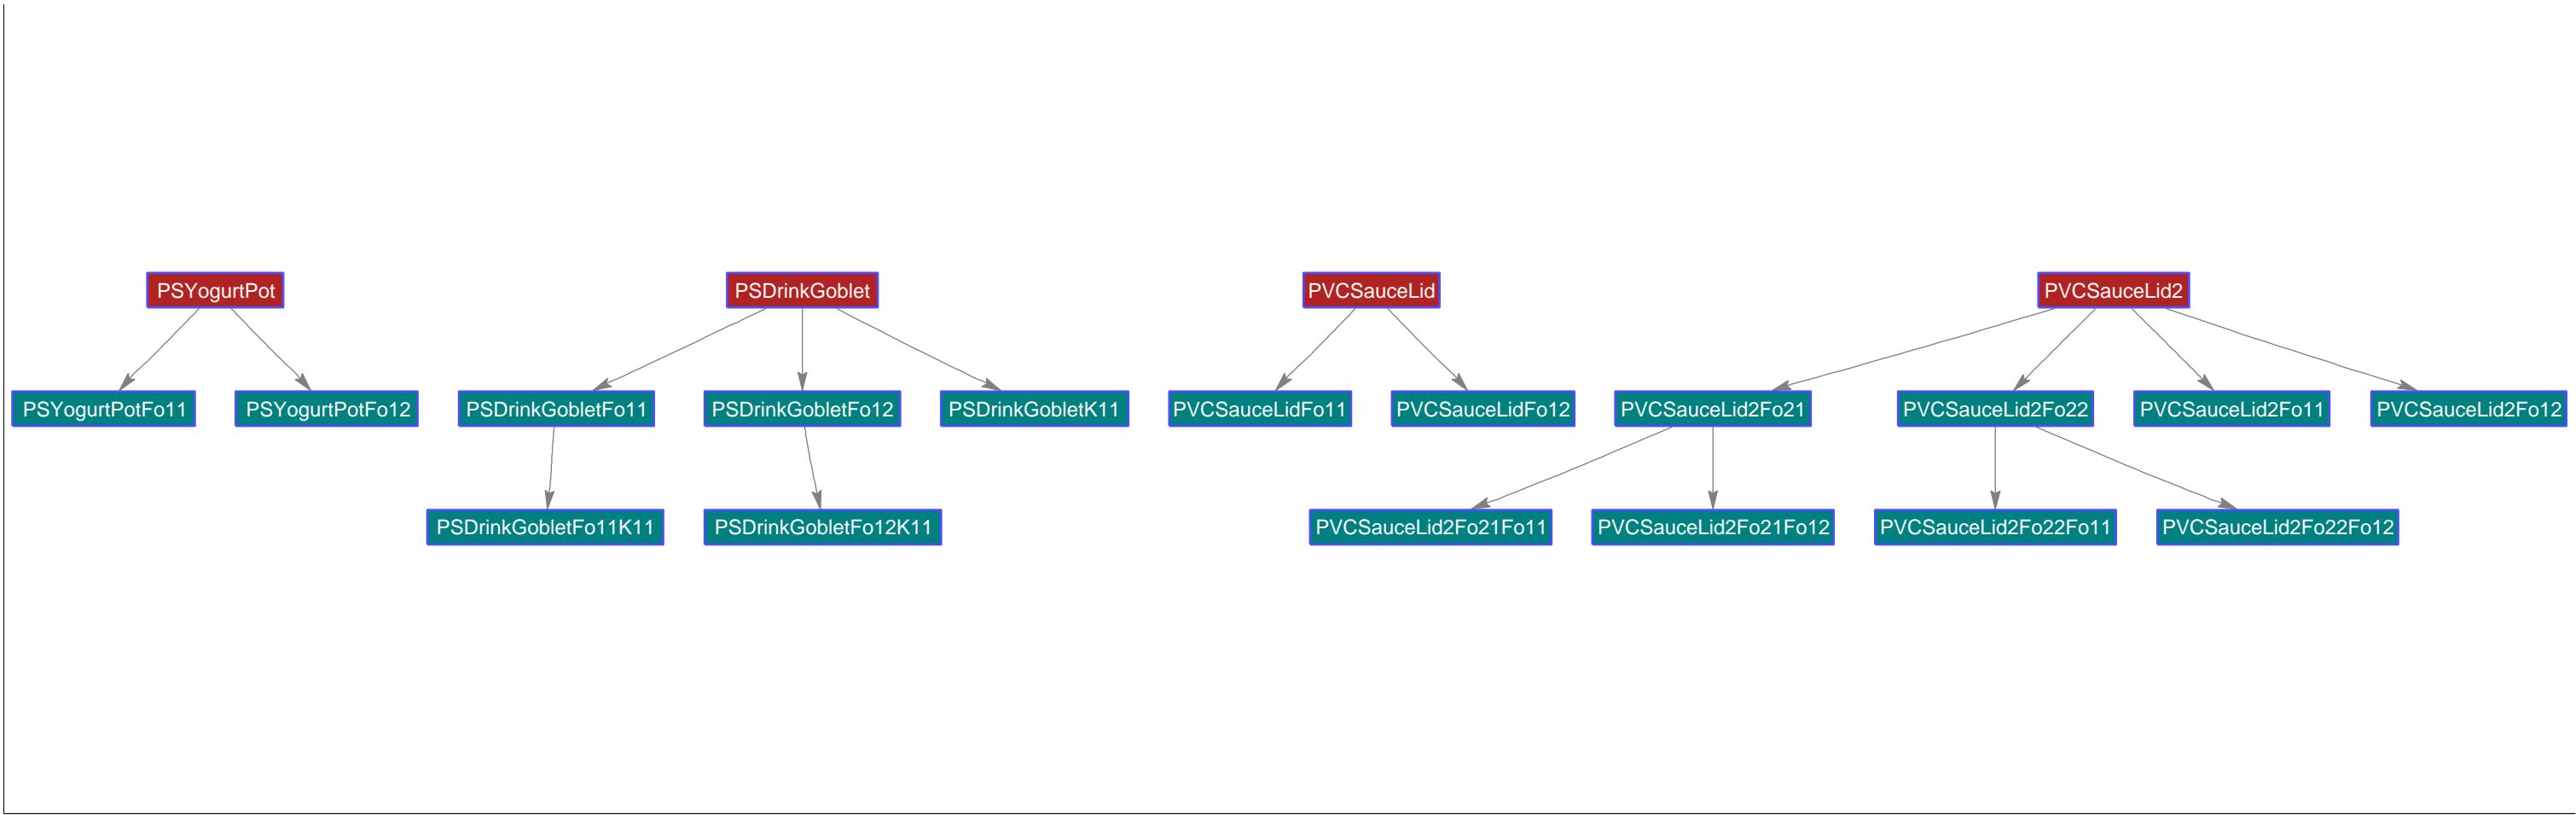 PSYogurtPot
PSDrinkGoblet
PVCSauceLid
PVCSauceLid2
PSYogurtPotFo11
PSYogurtPotFo12
PSDrinkGobletFo11
PSDrinkGobletFo12
PSDrinkGobletK11
PVCSauceLidFo11
PVCSauceLidFo12
PVCSauceLid2Fo21
PVCSauceLid2Fo22
PVCSauceLid2Fo11
PVCSauceLid2Fo12
PSDrinkGobletFo11K11
PSDrinkGobletFo12K11
PVCSauceLid2Fo21Fo11
PVCSauceLid2Fo21Fo12
PVCSauceLid2Fo22Fo11
PVCSauceLid2Fo22Fo12